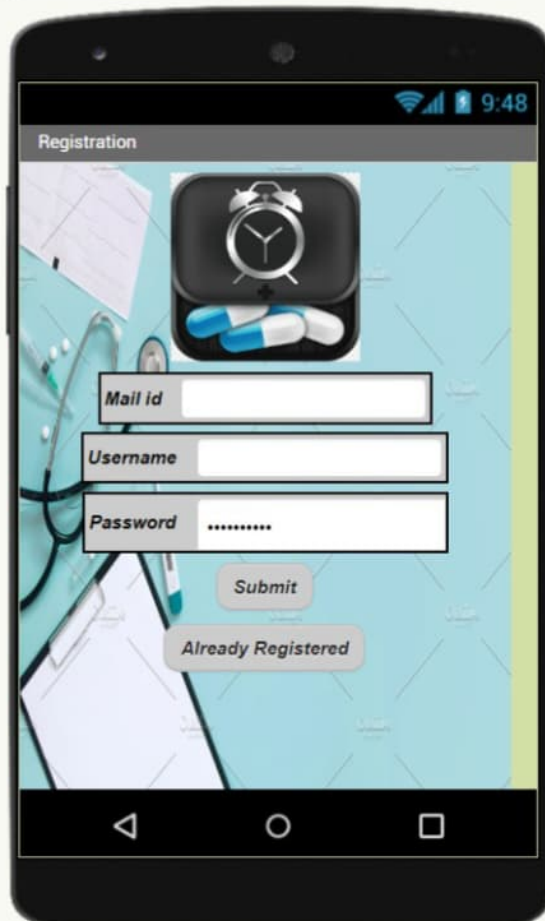 9:48
Registration
Mail id
Username
Password ••••••••••
Submit
Already Registered